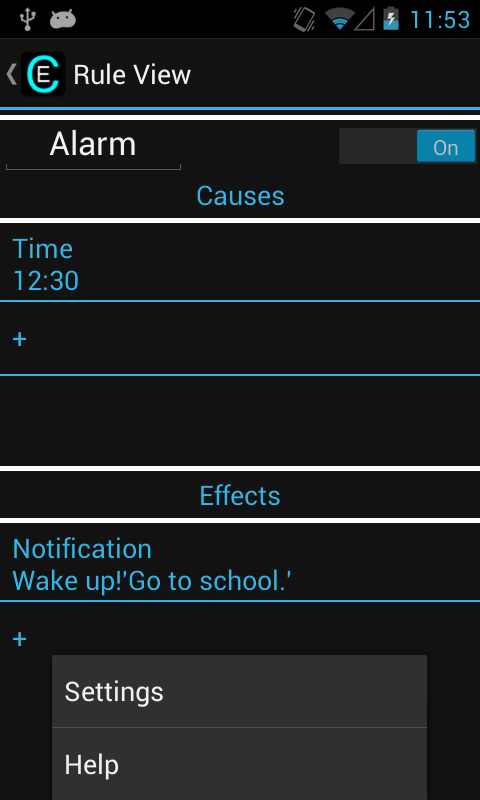 11:53
CE Rule View
Alarm
On
Causes
Time
12:30
+
Effects
Notification
Wake up!'Go to school.'
+
Settings
Help